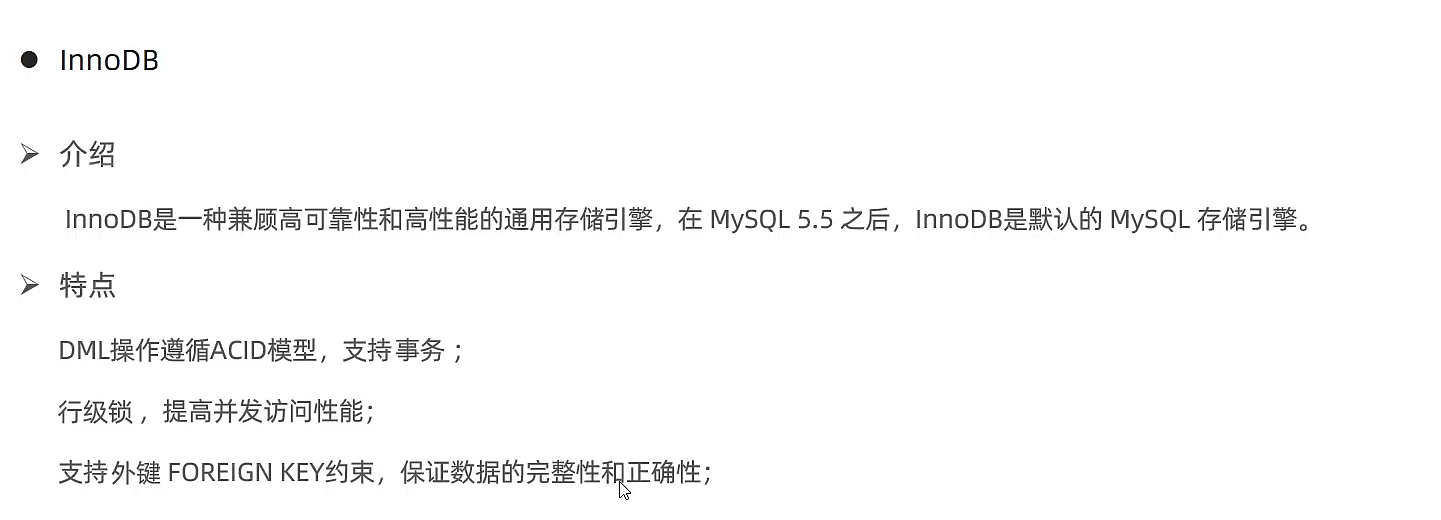 InnoDB
介绍
InnoDB是一种兼顾高可靠性和高性能的通用存储引擎，在 MySQL 5.5 之后，InnoDB是默认的 MySQL 存储引擎。
特点
DML操作遵循ACID模型，支持事务；
行级锁，提高并发访问性能；
支持外键 FOREIGN KEY约束，保证数据的完整性和正确性；